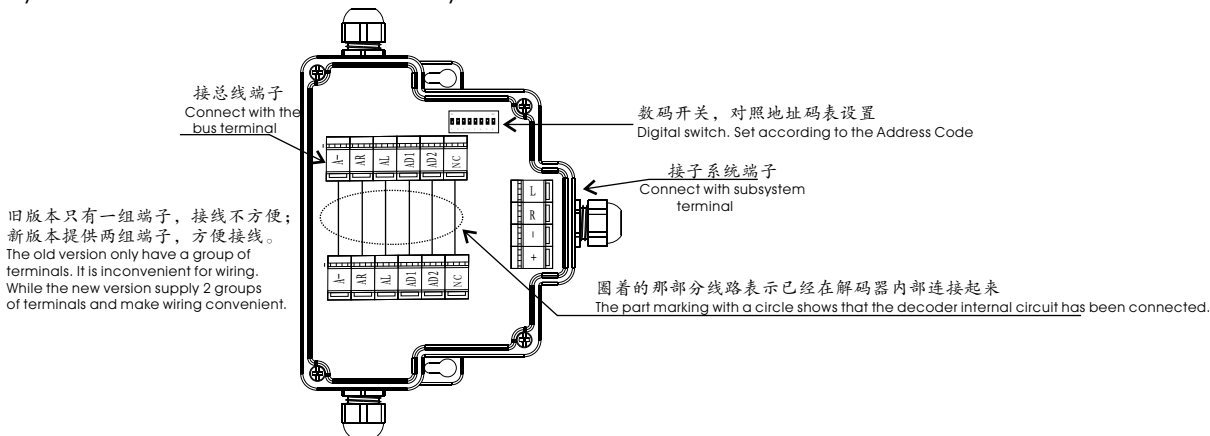 接总线端子
Connect with the
bus terminal
数码开关，对照地址码表设置
Digital switch. Set according to the Address Code
接子系统端子
Connect with subsystem
terminal
A- AR AL AD1 AD2 NC
L
R
-
+
旧版本只有一组端子，接线不方便；
新版本提供两组端子，方便接线。
The old version only have a group of
terminals. It is inconvenient for wiring.
While the new version supply 2 groups
of terminals and make wiring convenient.
A- AR AL AD1 AD2 NC
圈着的那部分线路表示已经在解码器内部连接起来
The part marking with a circle shows that the decoder internal circuit has been connected.